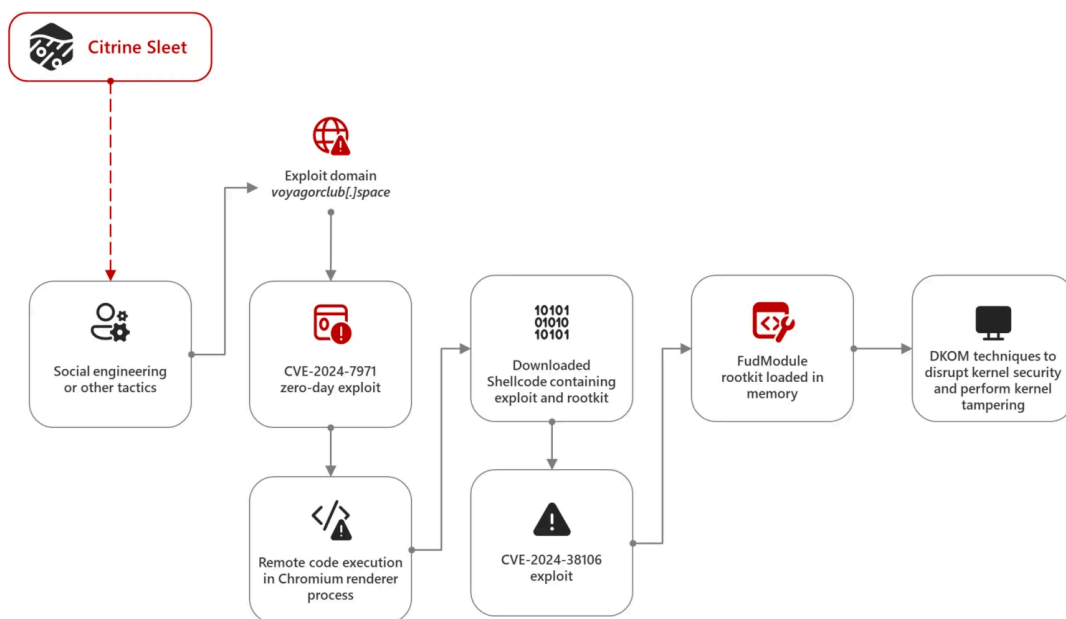 Citrine Sleet
Exploit domain
voyagorclub[.]space
Social engineering
or other tactics
CVE-2024-7971
zero-day exploit
Remote code execution
in Chromium renderer
process
10101
01010
10101
Downloaded
Shellcode containing
exploit and rootkit
CVE-2024-38106
exploit
FudModule
rootkit loaded in
memory
DKOM techniques to
disrupt kernel security
and perform kernel
tampering